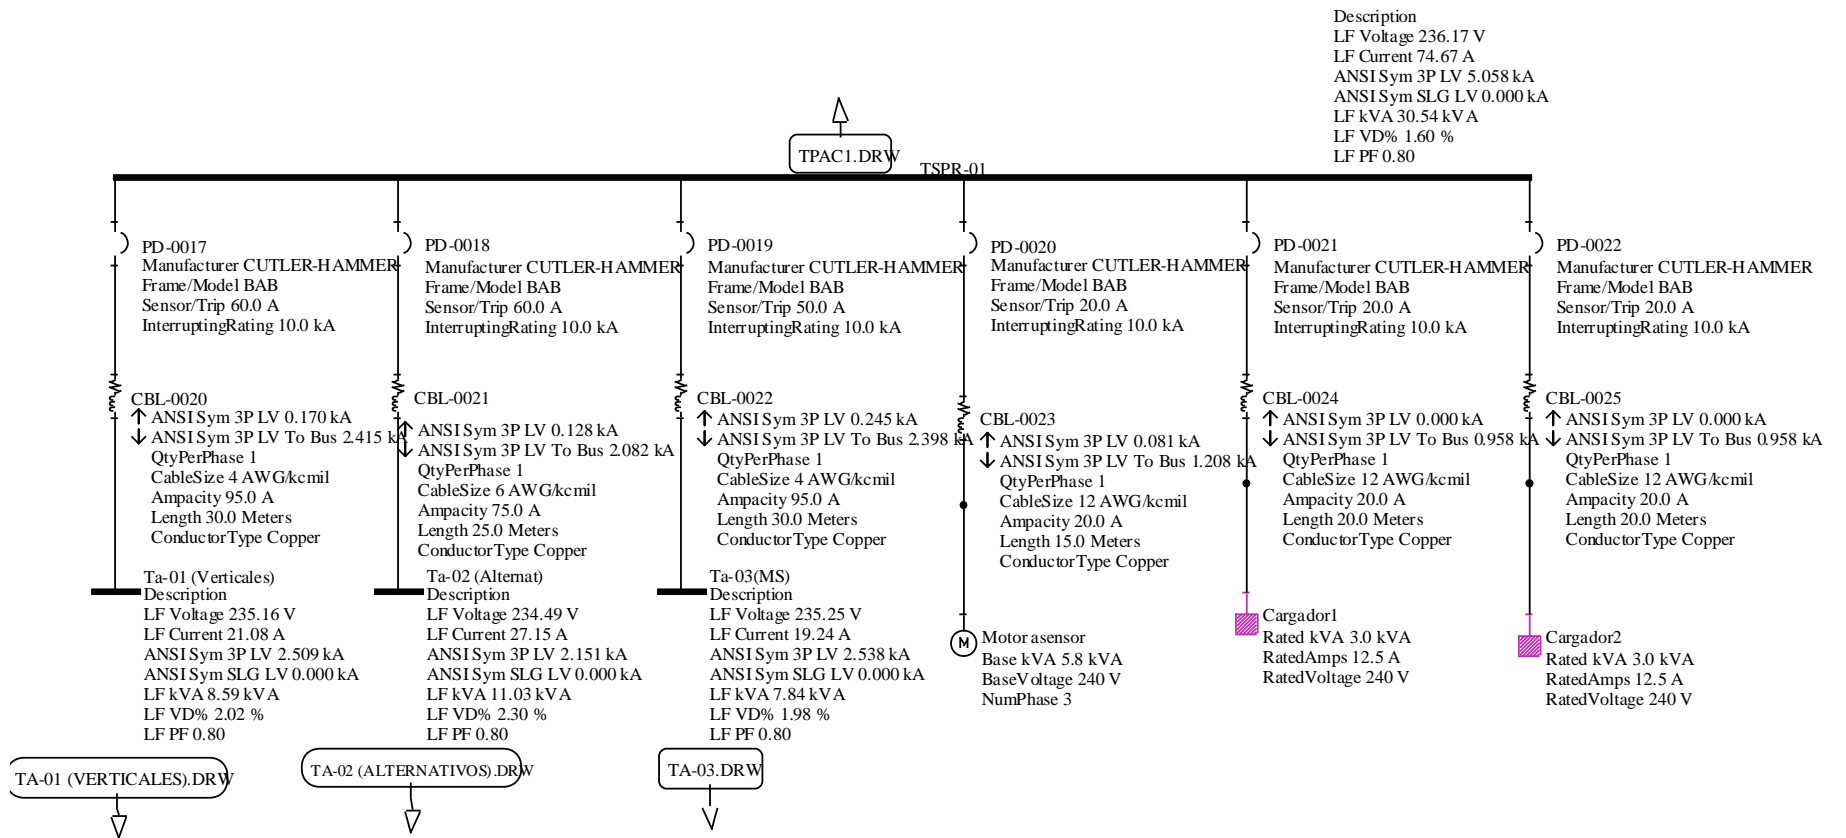 Description
LF Voltage 236.17 V
LF Current 74.67 A
ANSI Sym 3P LV 5.058 kA
ANSI Sym SLG LV 0.000 kA
LF kVA 30.54 kVA
LF VD% 1.60 %
LF PF 0.80
TPAC1.DRW
TSPR-01
PD-0017
Manufacturer CUTLER-HAMMER
Frame/Model BAB
Sensor/Trip 60.0 A
InterruptingRating 10.0 kA
PD-0018
Manufacturer CUTLER-HAMMER
Frame/Model BAB
Sensor/Trip 60.0 A
InterruptingRating 10.0 kA
PD-0019
Manufacturer CUTLER-HAMMER
Frame/Model BAB
Sensor/Trip 50.0 A
InterruptingRating 10.0 kA
PD-0020
Manufacturer CUTLER-HAMMER
Frame/Model BAB
Sensor/Trip 20.0 A
InterruptingRating 10.0 kA
PD-0021
Manufacturer CUTLER-HAMMER
Frame/Model BAB
Sensor/Trip 20.0 A
InterruptingRating 10.0 kA
PD-0022
Manufacturer CUTLER-HAMMER
Frame/Model BAB
Sensor/Trip 20.0 A
InterruptingRating 10.0 kA
CBL-0020
ANSI Sym 3P LV 0.170 kA
ANSI Sym 3P LV To Bus 2.415 kA
QtyPerPhase 1
CableSize 4 AWG/kcmil
Ampacity 95.0 A
Length 30.0 Meters
ConductorType Copper
CBL-0021
ANSI Sym 3P LV 0.128 kA
ANSI Sym 3P LV To Bus 2.082 kA
QtyPerPhase 1
CableSize 6 AWG/kcmil
Ampacity 75.0 A
Length 25.0 Meters
ConductorType Copper
CBL-0022
ANSI Sym 3P LV 0.245 kA
ANSI Sym 3P LV To Bus 2.398 kA
QtyPerPhase 1
CableSize 4 AWG/kcmil
Ampacity 95.0 A
Length 30.0 Meters
ConductorType Copper
CBL-0023
ANSI Sym 3P LV 0.081 kA
ANSI Sym 3P LV To Bus 1.208 kA
QtyPerPhase 1
CableSize 12 AWG/kcmil
Ampacity 20.0 A
Length 15.0 Meters
ConductorType Copper
CBL-0024
ANSI Sym 3P LV 0.000 kA
ANSI Sym 3P LV To Bus 0.958 kA
QtyPerPhase 1
CableSize 12 AWG/kcmil
Ampacity 20.0 A
Length 20.0 Meters
ConductorType Copper
CBL-0025
ANSI Sym 3P LV 0.000 kA
ANSI Sym 3P LV To Bus 0.958 kA
QtyPerPhase 1
CableSize 12 AWG/kcmil
Ampacity 20.0 A
Length 20.0 Meters
ConductorType Copper
Ta-01 (Verticales)
Description
LF Voltage 235.16 V
LF Current 21.08 A
ANSI Sym 3P LV 2.509 kA
ANSI Sym SLG LV 0.000 kA
LF kVA 8.59 kVA
LF VD% 2.02 %
LF PF 0.80
Ta-02 (Alternat)
Description
LF Voltage 234.49 V
LF Current 27.15 A
ANSI Sym 3P LV 2.151 kA
ANSI Sym SLG LV 0.000 kA
LF kVA 11.03 kVA
LF VD% 2.30 %
LF PF 0.80
Ta-03(MS)
Description
LF Voltage 235.25 V
LF Current 19.24 A
ANSI Sym 3P LV 2.538 kA
ANSI Sym SLG LV 0.000 kA
LF kVA 7.84 kVA
LF VD% 1.98 %
LF PF 0.80
M
Motor asensor
Base kVA 5.8 kVA
BaseVoltage 240 V
NumPhase 3
Cargador1
Rated kVA 3.0 kVA
RatedAmps 12.5 A
RatedVoltage 240 V
Cargador2
Rated kVA 3.0 kVA
RatedAmps 12.5 A
RatedVoltage 240 V
TA-01 (VERTICALES).DRW
TA-02 (ALTERNATIVOS).DRW
TA-03.DRW